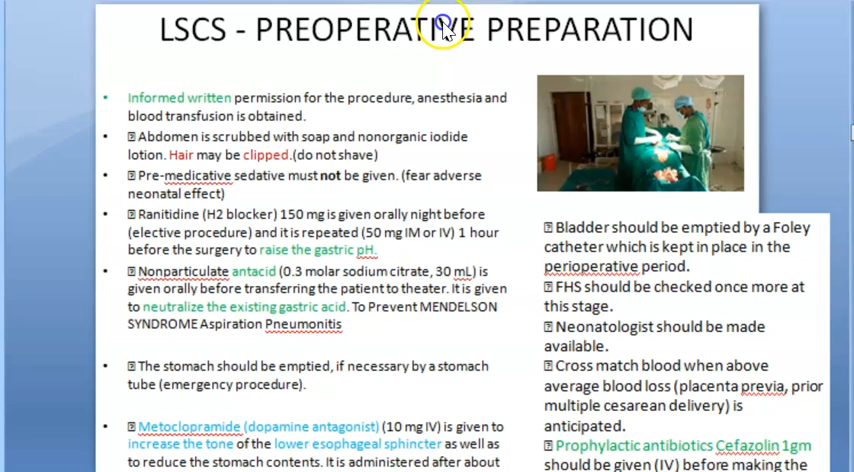 LSCS - PREOPERATIVE PREPARATION
• Informed written permission for the procedure, anesthesia and
blood transfusion is obtained.
• Abdomen is scrubbed with soap and nonorganic iodide
lotion. Hair may be clipped.(do not shave)
• Pre-medicative sedative must not be given. (fear adverse
neonatal effect)
• Ranitidine (H2 blocker) 150 mg is given orally night before
(elective procedure) and it is repeated (50 mg IM or IV) 1 hour
before the surgery to raise the gastric pH.
• Nonparticulate antacid (0.3 molar sodium citrate, 30 mL) is
given orally before transferring the patient to theater. It is given
to neutralize the existing gastric acid. To Prevent MENDELSON
SYNDROME Aspiration Pneumonitis
• The stomach should be emptied, if necessary by a stomach
tube (emergency procedure).
• Metoclopramide (dopamine antagonist) (10 mg IV) is given to
increase the tone of the lower esophageal sphincter as well as
to reduce the stomach contents. It is administered after about
Bladder should be emptied by a Foley
catheter which is kept in place in the
perioperative period.
FHS should be checked once more at
this stage.
Neonatologist should be made
available.
Cross match blood when above
average blood loss (placenta previa, prior
multiple cesarean delivery) is
anticipated.
Prophylactic antibiotics Cefazolin 1gm
should be given (IV) before making the